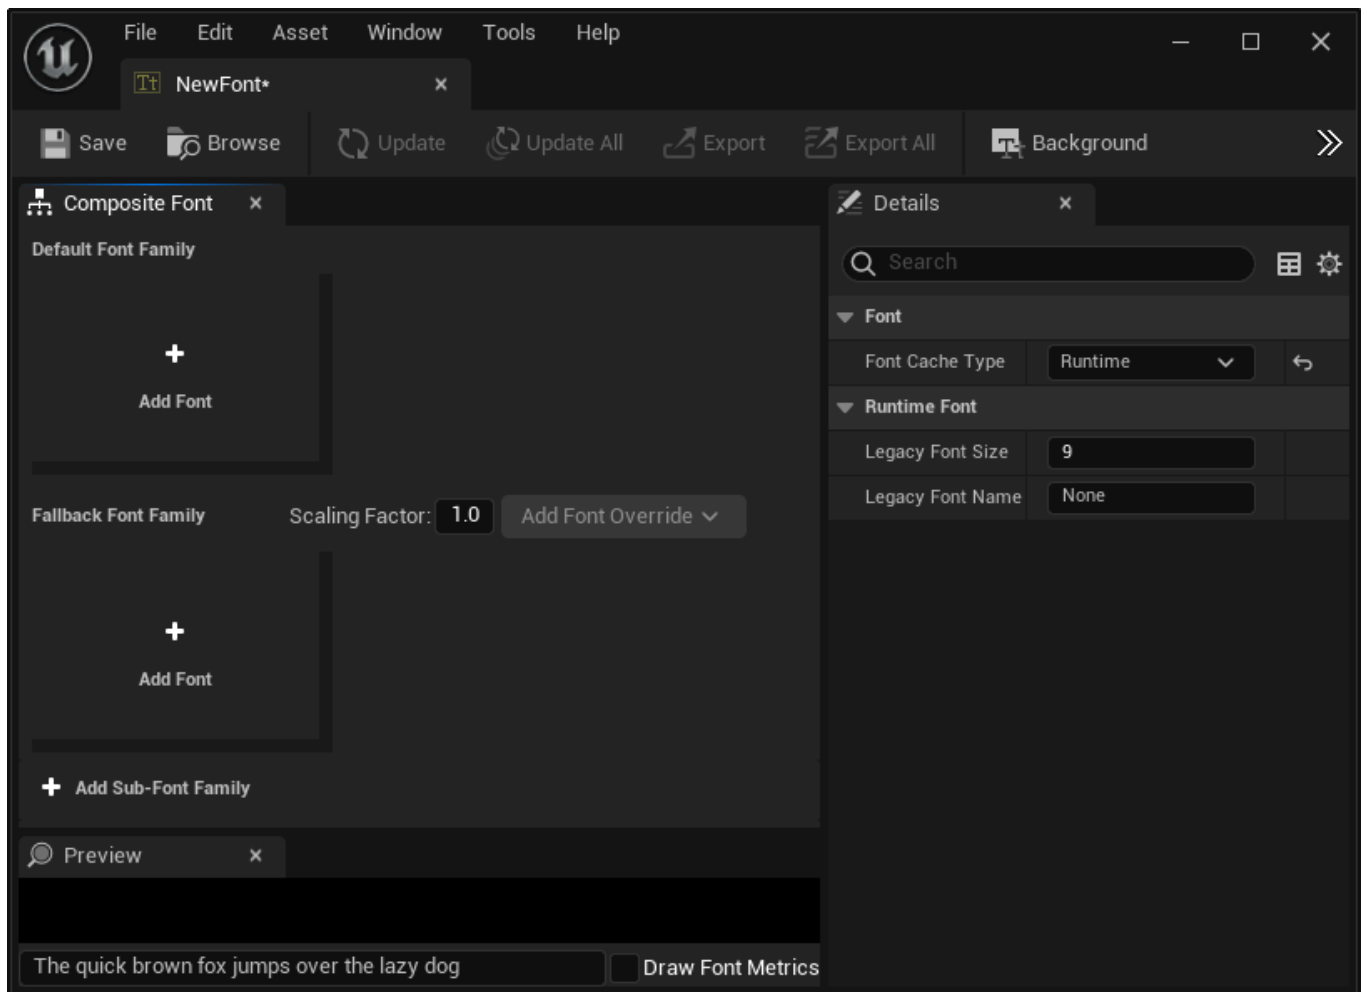 File Edit Asset Window Tools Help
Tt NewFont*
Save Browse Update Update All Export Export All Background
Composite Font
Default Font Family
Add Font
Fallback Font Family Scaling Factor: 1.0 Add Font Override
Add Font
Add Sub-Font Family
Preview
The quick brown fox jumps over the lazy dog Draw Font Metrics
Details
Search
Font
Font Cache Type Runtime
Runtime Font
Legacy Font Size 9
Legacy Font Name None